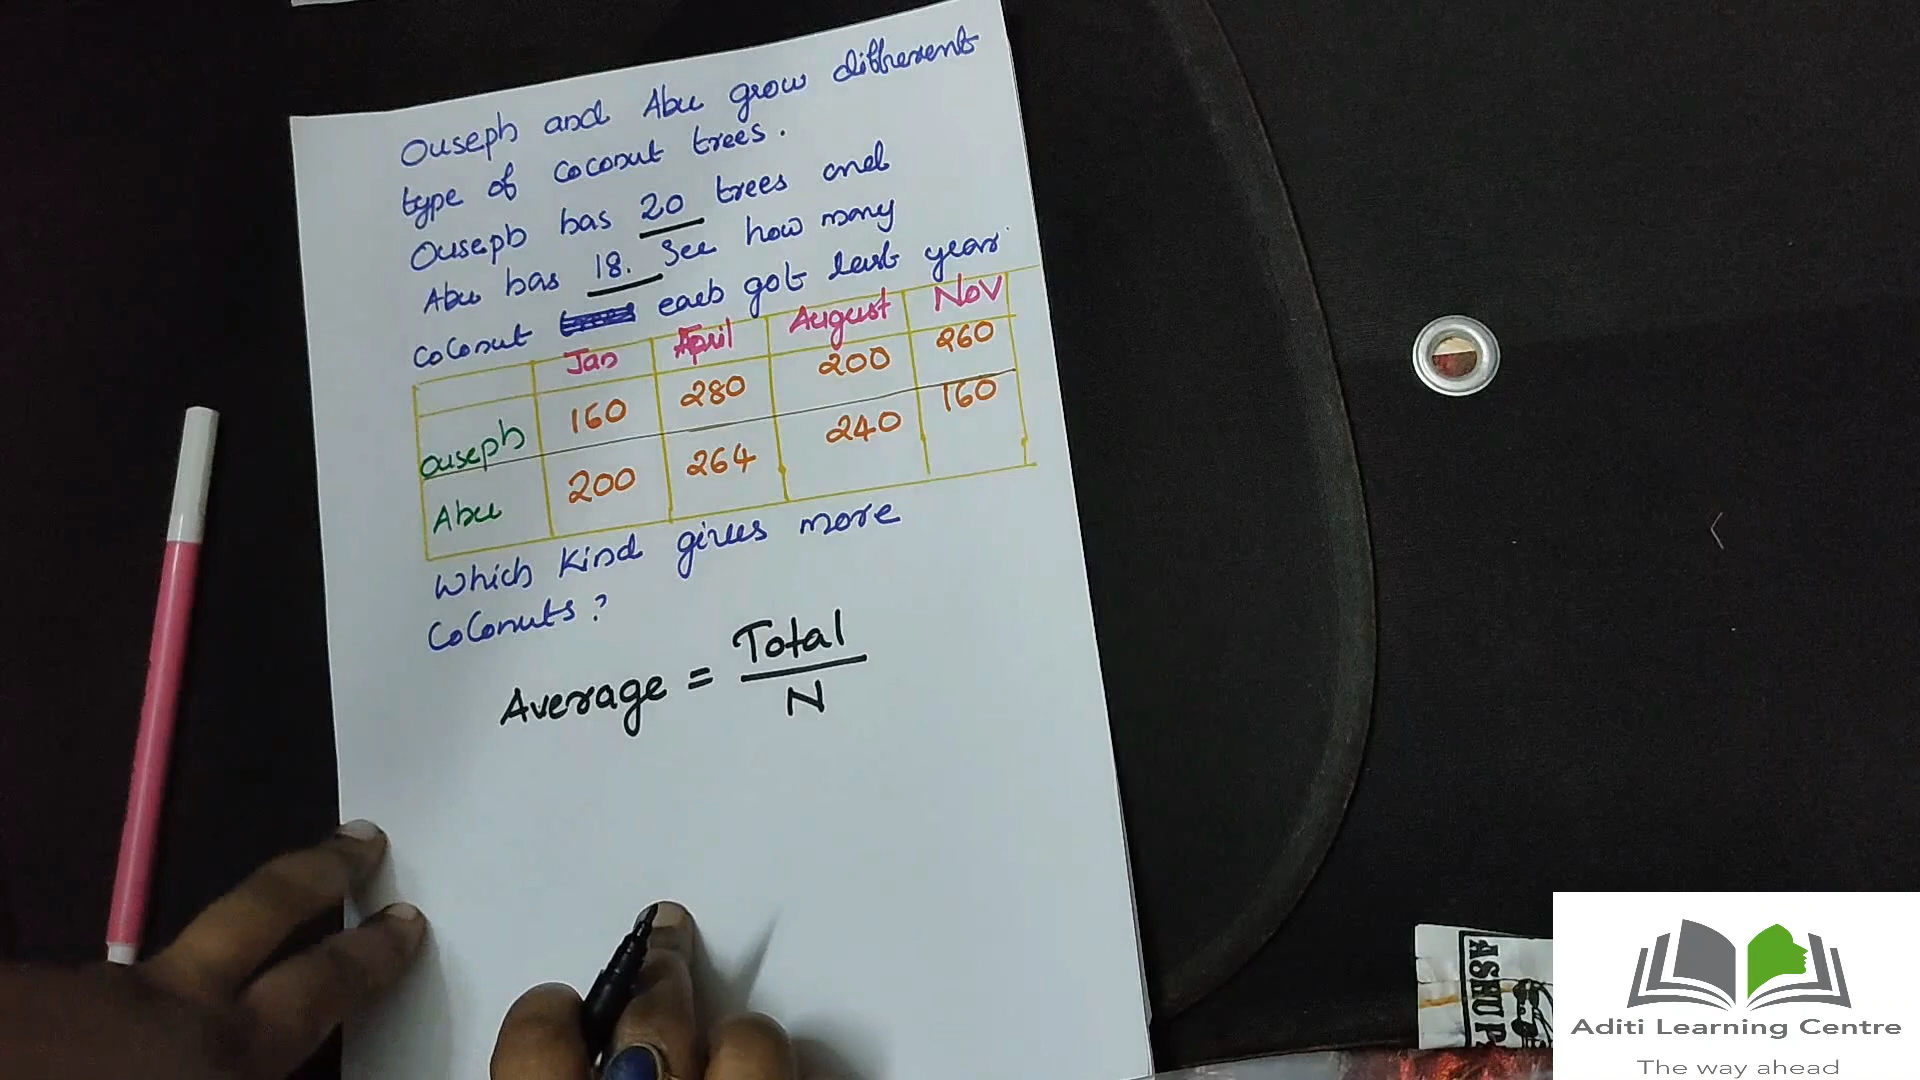 Ouseph and Abu grow different
type of coconut trees.
Ouseph has 20 trees and
Abu has 18. See how many
coconut each got last year.
Jan April August Nov
Ouseph 160 280 200 260
Abu 200 264 240 160
Which kind gives more
Coconuts?
Average = Total
N
ASHU P
Aditi Learning Centre
The way ahead